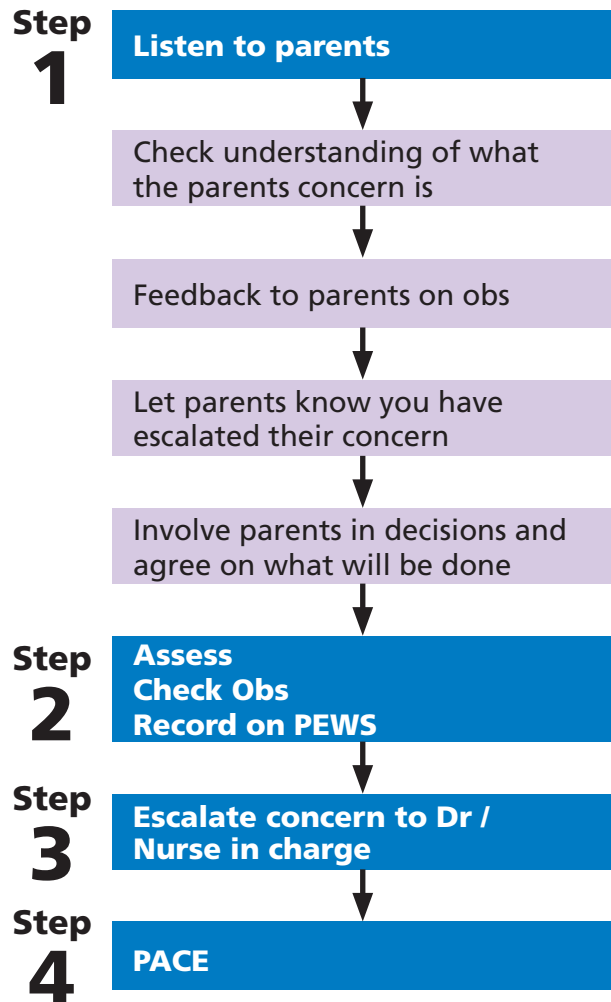 Step
1
Listen to parents
Check understanding of what
the parents concern is
Feedback to parents on obs
Let parents know you have
escalated their concern
Involve parents in decisions and
agree on what will be done
Step
2
Assess
Check Obs
Record on PEWS
Step
3
Escalate concern to Dr /
Nurse in charge
Step
4
PACE